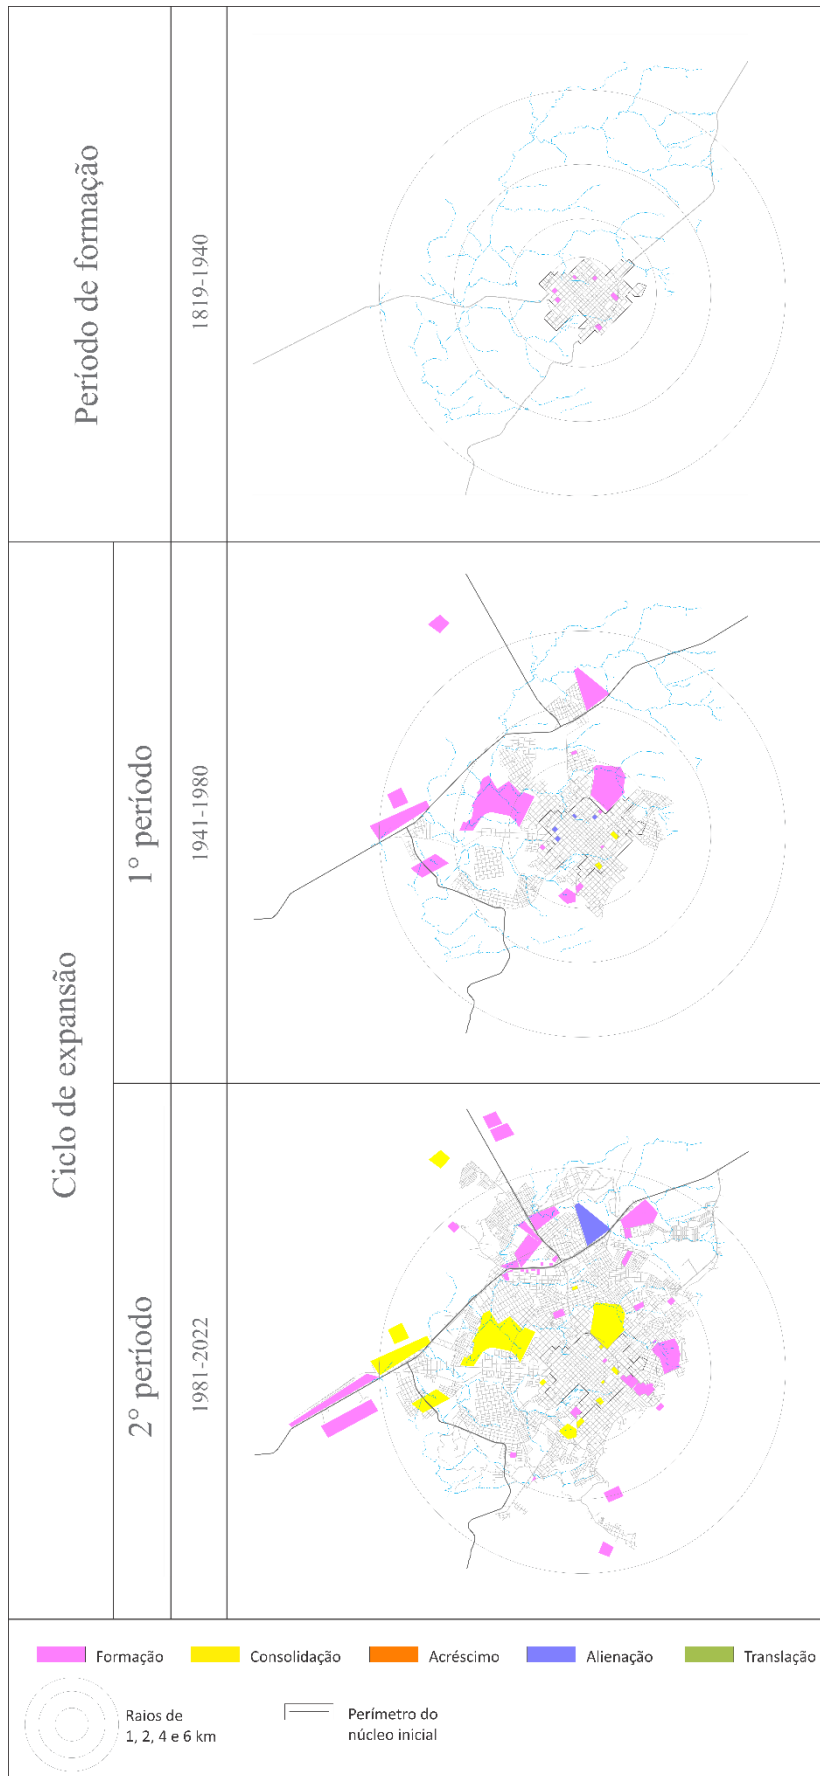 Período de formação
1819-1940
Ciclo de expansão
1° período
1941-1980
2° período
1981-2022
Formação
Consolidação
Acréscimo
Alienação
Translação
Raios de
1, 2, 4 e 6 km
Perímetro do
núcleo inicial